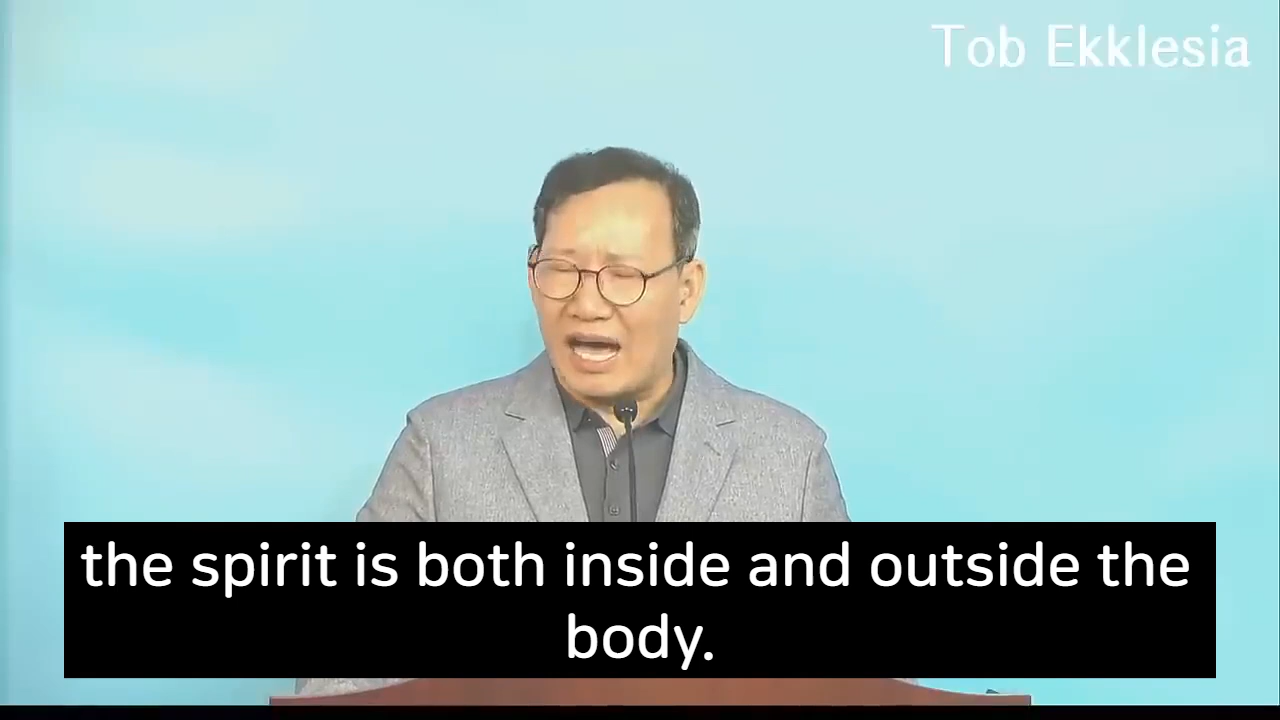 Tob Ekklesia
the spirit is both inside and outside the
body.